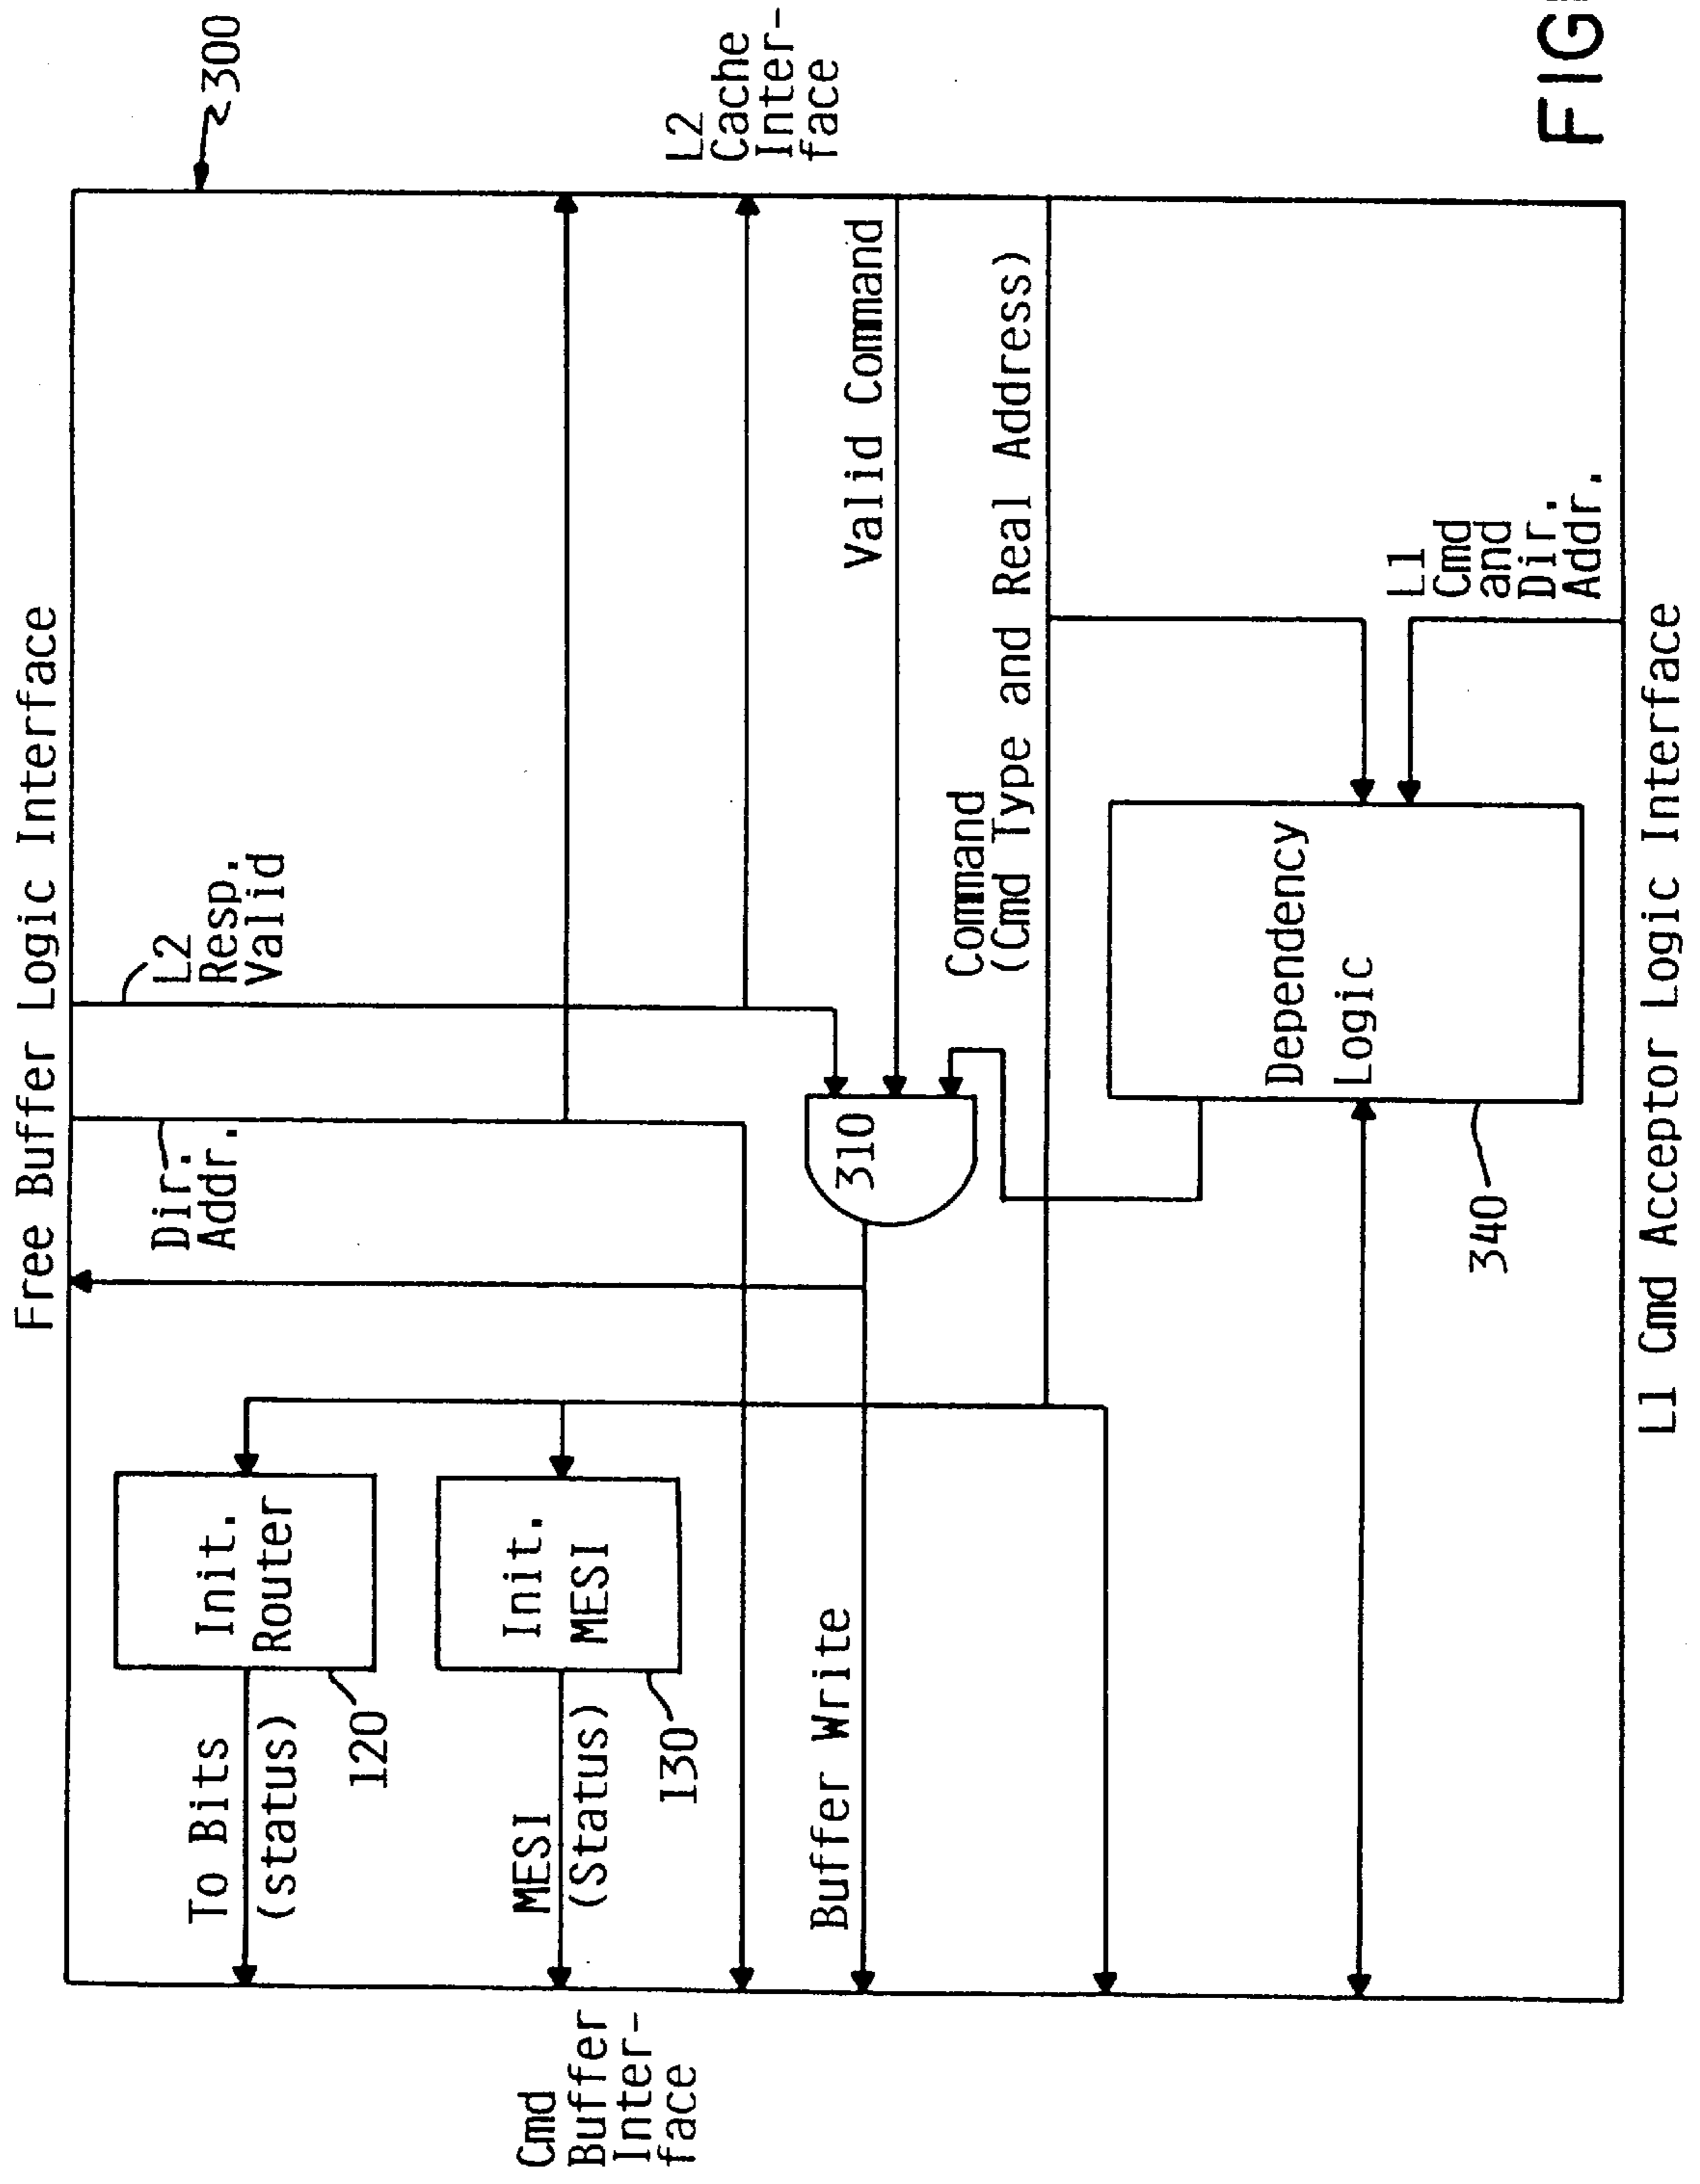 Free Buffer Logic Interface
300
Dir.
Addr.
L2
Resp.
Valid
To Bits
(status)
120
Init.
Router
MESI
(Status)
130
Init.
MESI
Cmd
Buffer
Inter-
face
L2
Cache
Inter-
face
Buffer Write
310
Valid Command
Command
(Cmd Type and Real Address)
Dependency
Logic
340
L1
Cmd
and
Dir.
Addr.
L1 Cmd Acceptor Logic Interface
FIG